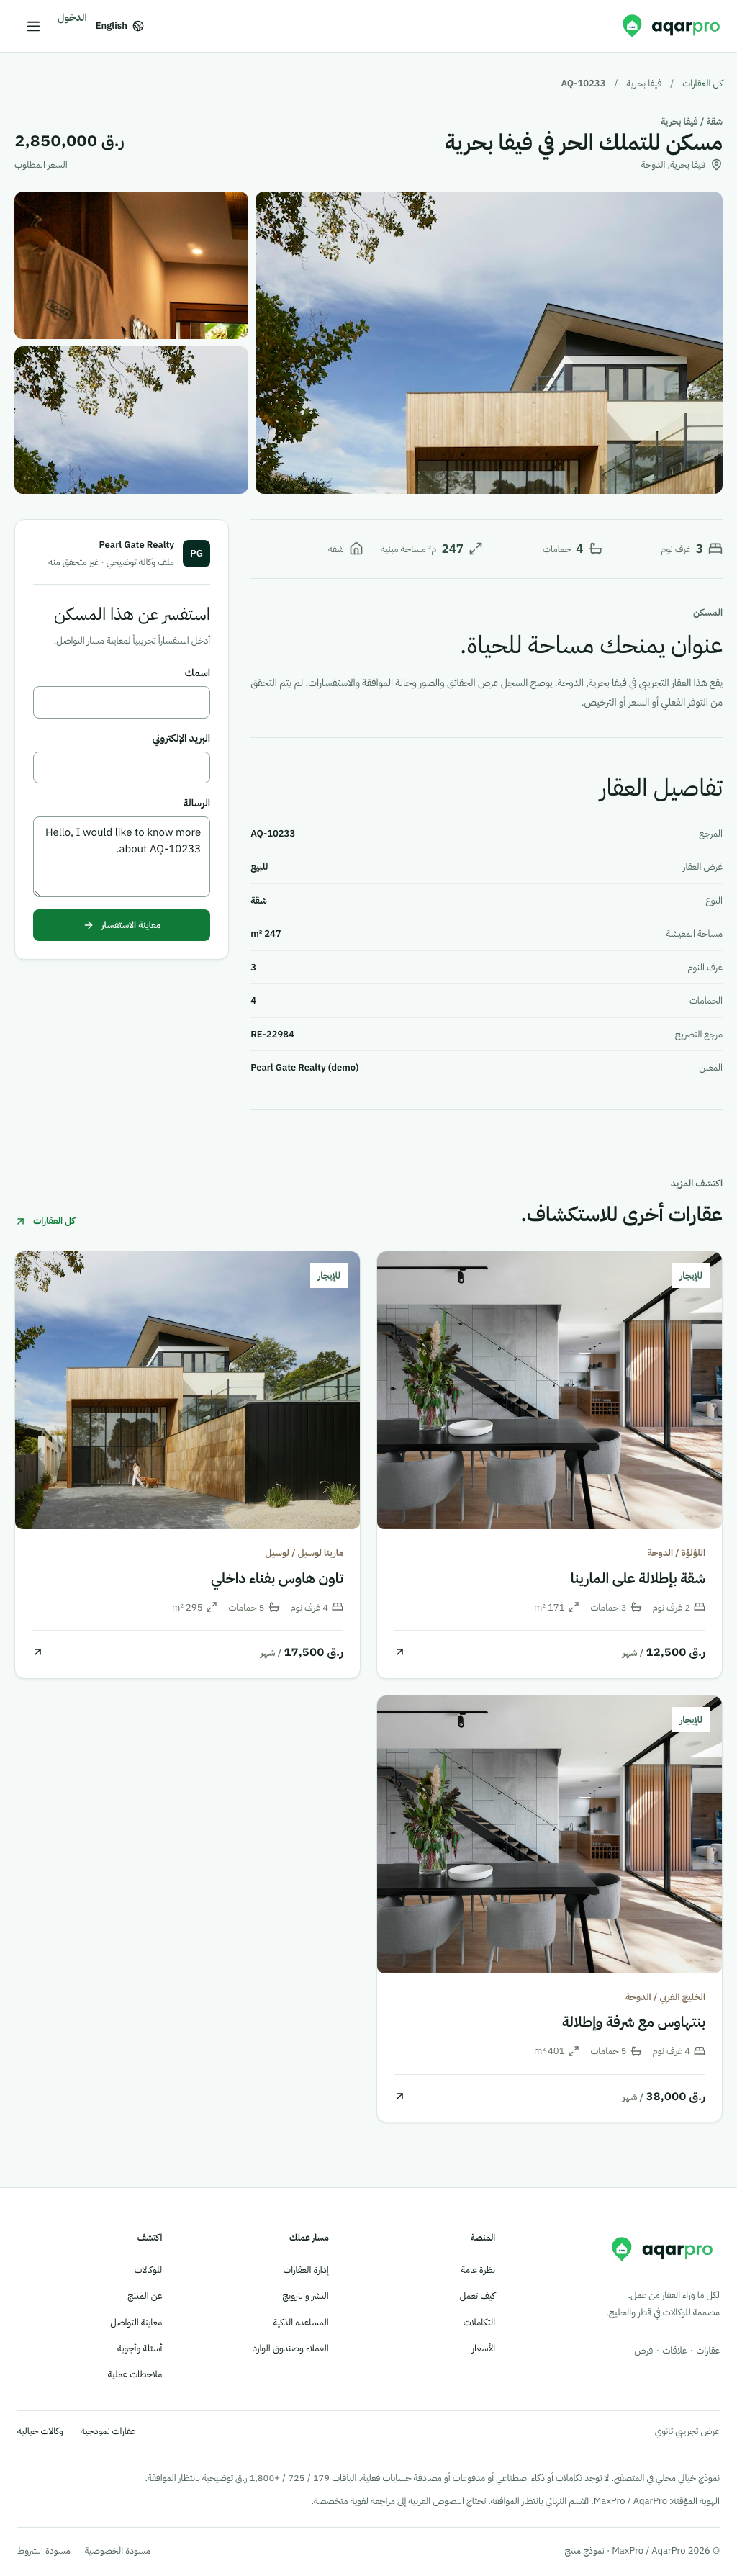 aqarpro
English
الدخول
كل العقارات / فيفا بحرية / AQ-10233
شقة / فيفا بحرية
مسكن للتملك الحر في فيفا بحرية
فيفا بحرية, الدوحة
ر.ق 2,850,000
السعر المطلوب
3 غرف نوم
4 حمامات
247 م² مساحة مبنية
شقة
المسكن
عنوان يمنحك مساحة للحياة.
يقع هذا العقار التجريبي في فيفا بحرية, الدوحة. يوضح السجل عرض الحقائق والصور وحالة الموافقة والاستفسارات. لم يتم التحقق
من التوفر الفعلي أو السعر أو الترخيص.
تفاصيل العقار
المرجع AQ-10233
غرض العقار للبيع
النوع شقة
مساحة المعيشة 247 m²
غرف النوم 3
الحمامات 4
مرجع التصريح RE-22984
المعلن Pearl Gate Realty (demo)
PG
Pearl Gate Realty
ملف وكالة توضيحي · غير متحقق منه
استفسر عن هذا المسكن
أدخل استفساراً تجريبياً لمعاينة مسار التواصل.
اسمك
البريد الإلكتروني
الرسالة
Hello, I would like to know more
about AQ-10233.
معاينة الاستفسار
اكتشف المزيد
عقارات أخرى للاستكشاف.
كل العقارات
للإيجار
اللؤلؤة / الدوحة
شقة بإطلالة على المارينا
2 غرف نوم 3 حمامات 171 m²
ر.ق 12,500 / شهر
للإيجار
مارينا لوسيل / لوسيل
تاون هاوس بفناء داخلي
4 غرف نوم 5 حمامات 295 m²
ر.ق 17,500 / شهر
للإيجار
الخليج الغربي / الدوحة
بنتهاوس مع شرفة وإطلالة
4 غرف نوم 5 حمامات 401 m²
ر.ق 38,000 / شهر
aqarpro
لكل ما وراء العقار من عمل.
مصممة للوكالات في قطر والخليج.
عقارات · علاقات · فرص
المنصة
نظرة عامة
كيف تعمل
التكاملات
الأسعار
مسار عملك
إدارة العقارات
النشر والترويج
المساعدة الذكية
العملاء وصندوق الوارد
اكتشف
للوكالات
عن المنتج
معاينة التواصل
أسئلة وأجوبة
ملاحظات عملية
عرض تجريبي ثانوي
عقارات نموذجية
وكالات خيالية
نموذج خيالي محلي في المتصفح. لا توجد تكاملات أو ذكاء اصطناعي أو مدفوعات أو مصادقة حسابات فعلية. الباقات 179 / 725 / +1,800 ر.ق توضيحية بانتظار الموافقة.
الهوية المؤقتة: MaxPro / AqarPro. الاسم النهائي بانتظار الموافقة. تحتاج النصوص العربية إلى مراجعة لغوية متخصصة.
© 2026 MaxPro / AqarPro · نموذج منتج
مسودة الخصوصية
مسودة الشروط